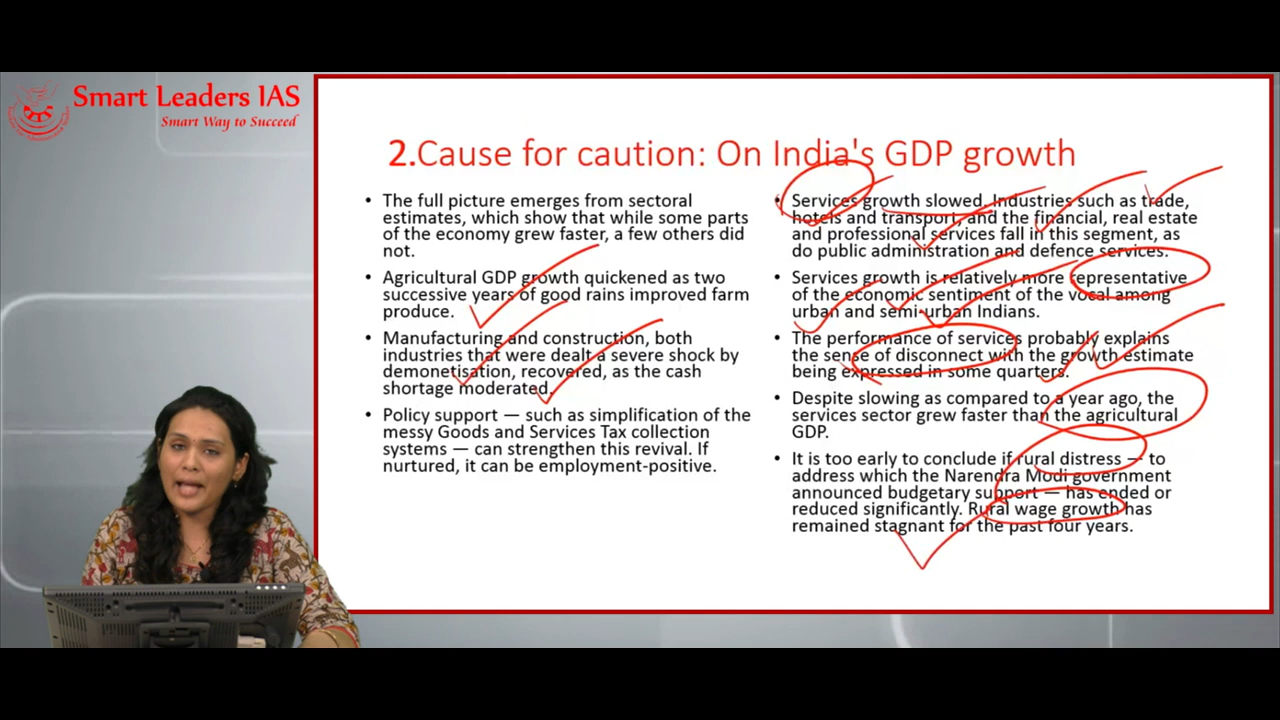 Smart Leaders IAS
Smart Way to Succeed
2.Cause for caution: On India's GDP growth
• The full picture emerges from sectoral
estimates, which show that while some parts
of the economy grew faster, a few others did
not.
• Agricultural GDP growth quickened as two
successive years of good rains improved farm
produce.
• Manufacturing and construction, both
industries that were dealt a severe shock by
demonetisation, recovered, as the cash
shortage moderated.
• Policy support — such as simplification of the
messy Goods and Services Tax collection
systems — can strengthen this revival. If
nurtured, it can be employment-positive.
• Services growth slowed. Industries such as trade,
hotels and transport, and the financial, real estate
and professional services fall in this segment, as
do public administration and defence services.
• Services growth is relatively more representative
of the economic sentiment of the vocal among
urban and semi-urban Indians.
• The performance of services probably explains
the sense of disconnect with the growth estimate
being expressed in some quarters.
• Despite slowing as compared to a year ago, the
services sector grew faster than the agricultural
GDP.
• It is too early to conclude if rural distress — to
address which the Narendra Modi government
announced budgetary support — has ended or
reduced significantly. Rural wage growth has
remained stagnant for the past four years.